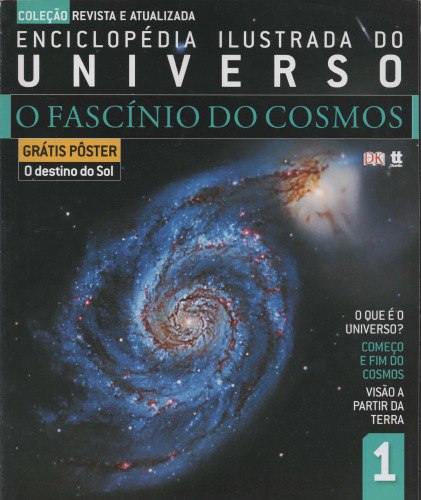 COLEÇÃO REVISTA E ATUALIZADA
ENCICLOPÉDIA ILUSTRADA DO
UNIVERSO
O FASCÍNIO DO COSMOS
GRÁTIS PÔSTER
O destino do Sol
DK tt
O QUE É O
UNIVERSO?
COMEÇO
E FIM DO
COSMOS
VISÃO A
PARTIR DA
TERRA
1